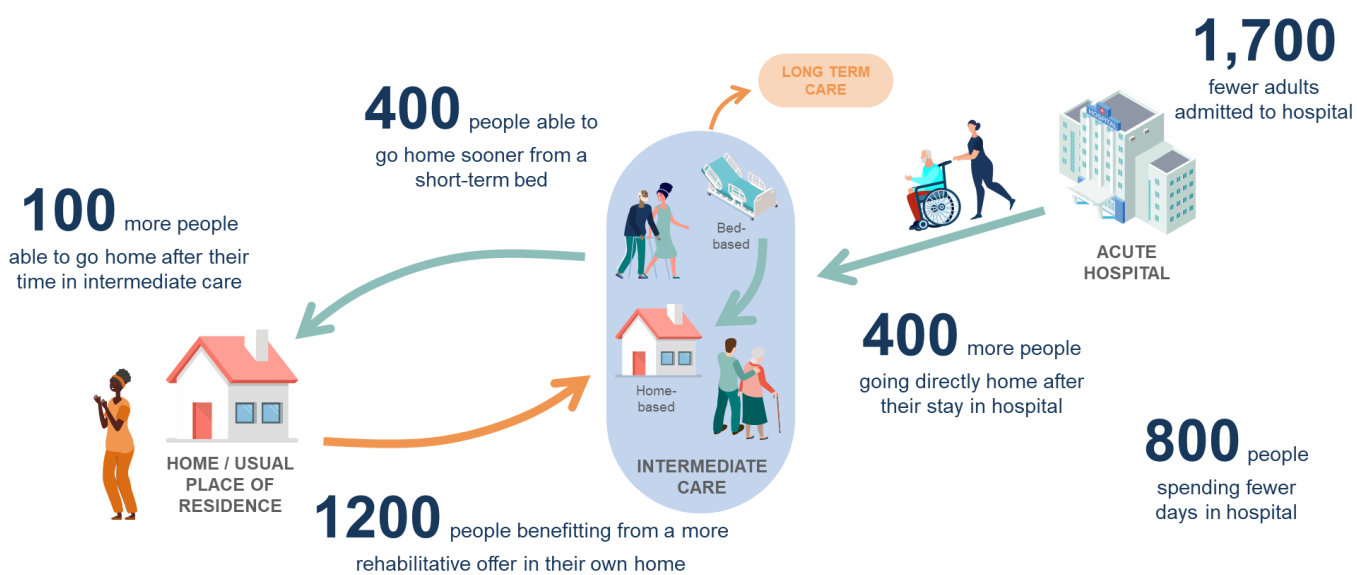 1,700
fewer adults
admitted to hospital
LONG TERM
CARE
400 people able to
go home sooner from a
short-term bed
HOSPITAL
100 more people
able to go home after their
time in intermediate care
Bed-
based
ACUTE
HOSPITAL
400 more people
going directly home after
their stay in hospital
Home-
based
800 people
spending fewer
days in hospital
HOME / USUAL
PLACE OF
RESIDENCE
INTERMEDIATE
CARE
1200 people benefitting from a more
rehabilitative offer in their own home